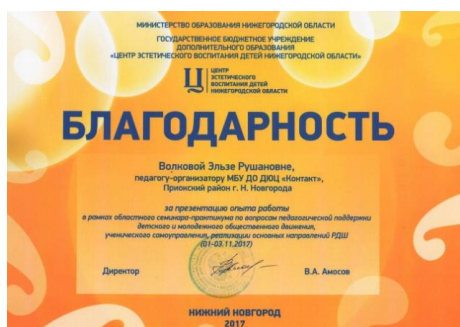 МИНИСТЕРСТВО ОБРАЗОВАНИЯ НИЖЕГОРОДСКОЙ ОБЛАСТИ
ГОСУДАРСТВЕННОЕ БЮДЖЕТНОЕ УЧРЕЖДЕНИЕ
ДОПОЛНИТЕЛЬНОГО ОБРАЗОВАНИЯ
«ЦЕНТР ЭСТЕТИЧЕСКОГО ВОСПИТАНИЯ ДЕТЕЙ НИЖЕГОРОДСКОЙ ОБЛАСТИ»
Ц
ЦЕНТР
ЭСТЕТИЧЕСКОГО
ВОСПИТАНИЯ ДЕТЕЙ
НИЖЕГОРОДСКОЙ ОБЛАСТИ
БЛАГОДАРНОСТЬ
Волковой Эльзе Рушановне,
педагогу-организатору МБУ ДО ДЮЦ «Контакт»,
Приокский район г. Н. Новгорода
за презентацию опыта работы
в рамках областного семинара-практикума по вопросам педагогической поддержки
детского и молодежного общественного движения,
ученического самоуправления, реализации основных направлений РДШ
(01-03.11.2017)
Директор
В.А. Амосов
НИЖНИЙ НОВГОРОД
2017